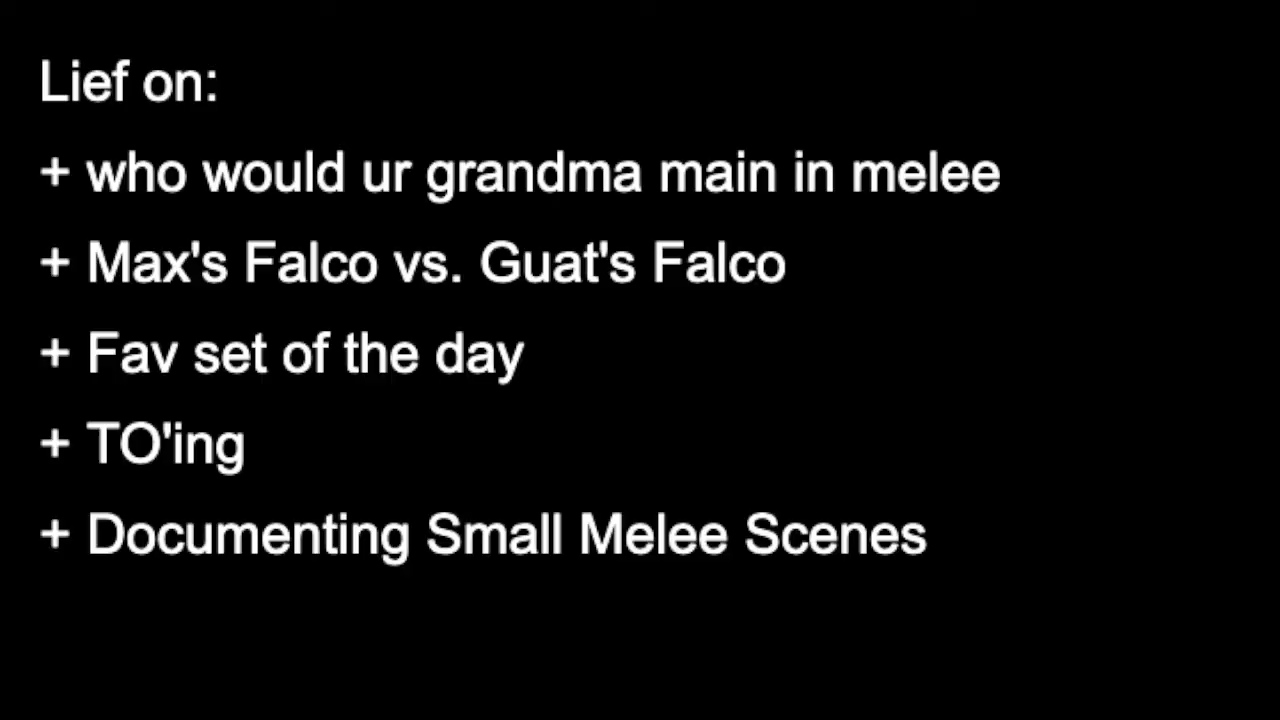 Lief on:
+ who would ur grandma main in melee
+ Max's Falco vs. Guat's Falco
+ Fav set of the day
+ TO'ing
+ Documenting Small Melee Scenes